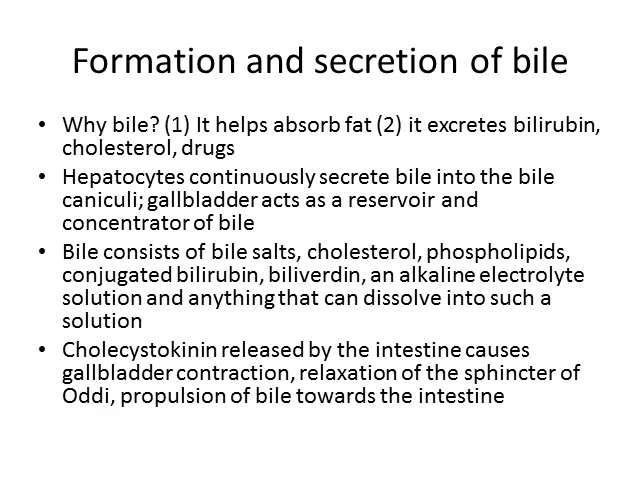 Formation and secretion of bile
• Why bile? (1) It helps absorb fat (2) it excretes bilirubin,
cholesterol, drugs
• Hepatocytes continuously secrete bile into the bile
caniculi; gallbladder acts as a reservoir and
concentrator of bile
• Bile consists of bile salts, cholesterol, phospholipids,
conjugated bilirubin, biliverdin, an alkaline electrolyte
solution and anything that can dissolve into such a
solution
• Cholecystokinin released by the intestine causes
gallbladder contraction, relaxation of the sphincter of
Oddi, propulsion of bile towards the intestine